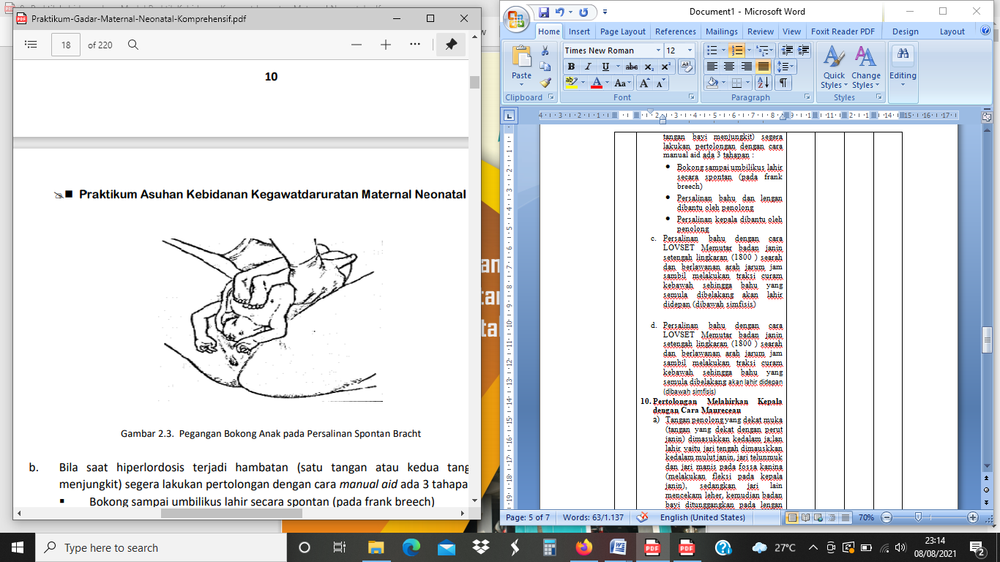 Praktikum-Gadar-Maternal-Neonatal-Komprehensif.pdf
18 of 220
10
Praktikum Asuhan Kebidanan Kegawatdaruratan Maternal Neonatal
Gambar 2.3. Pegangan Bokong Anak pada Persalinan Spontan Bracht
b. Bila saat hiperlordosis terjadi hambatan (satu tangan atau kedua tang
menjungkit) segera lakukan pertolongan dengan cara manual aid ada 3 tahapa
▪ Bokong sampai umbilikus lahir secara spontan (pada frank breech)
Document1 - Microsoft Word
Home Insert Page Layout References Mailings Review View Foxit Reader PDF Design Layout
Paste
Clipboard
Times New Roman 12
B I U abc x₂ x²
ab A Aa A A
Font
Paragraph
Quick Styles
Change Styles
Styles
Editing
tangan bayi menjungkit) segera
lakukan pertolongan dengan cara
manual aid ada 3 tahapan :
• Bokong sampai umbilikus lahir
secara spontan (pada frank
breech)
• Persalinan bahu dan lengan
dibantu oleh penolong
• Persalinan kepala dibantu oleh
penolong
c. Persalinan bahu dengan cara
LOVSET Memutar badan janin
setengah lingkaran (1800 ) searah
dan berlawanan arah jarum jam
sambil melakukan traksi curam
kebawah sehingga bahu yang
semula dibelakang akan lahir
didepan (dibawah simfisis)
d. Persalinan bahu dengan cara
LOVSET Memutar badan janin
setengah lingkaran (1800 ) searah
dan berlawanan arah jarum jam
sambil melakukan traksi curam
kebawah sehingga bahu yang
semula dibelakang akan lahir didepan
(dibawah simfisis)
10. Pertolongan Melahirkan Kepala
dengan Cara Maurecean
a) Tangan penolong yang dekat muka
(tangan yang dekat dengan perut
janin) dimasukkan kedalam ja;lan
lahir yaitu jari tengah dimauskkan
kedalam mulut janin, jari telunmuk
dan jari manis pada fossa kanina
(melakukan fleksi pada kepala
janin), sedangkan jari lain
mencekam leher, kemudian badan
bayi ditunggangkan pada lengan
Page: 5 of 7 Words: 63/1.137 English (United States) 70%
Type here to search
27°C
23:14
08/08/2021
2